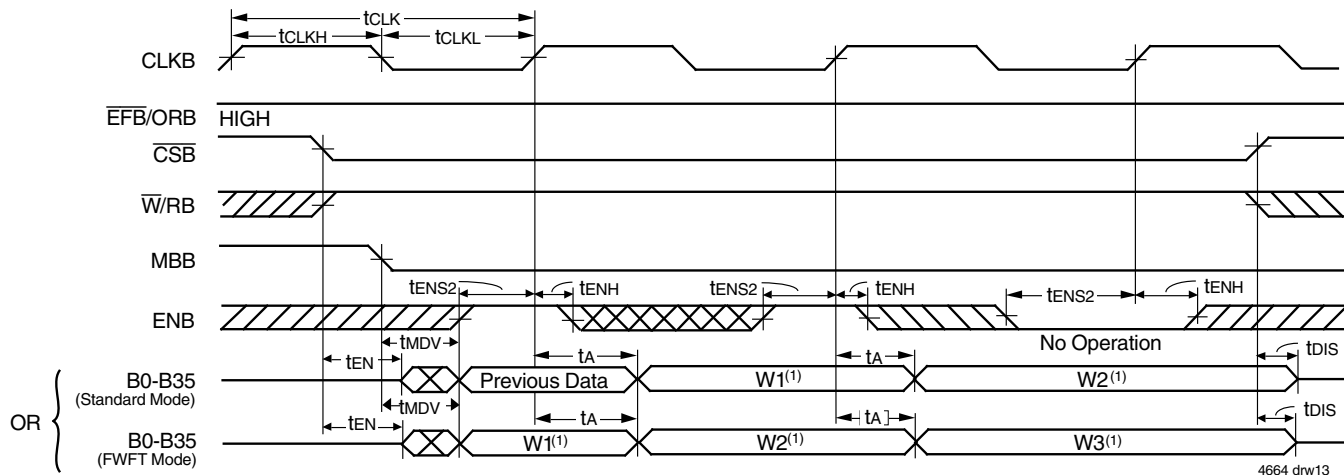 tCLK
tCLKH
tCLKL
CLKB
EFB/ORB HIGH
CSB
W/RB
MBB
tENS2
tENH
tENS2
tENH
tENS2
tENH
ENB
No Operation
tMDV
tEN
tA
tA
tDIS
B0-B35
(Standard Mode)
Previous Data
W1(1)
W2(1)
OR
tMDV
tEN
tA
tA
tDIS
B0-B35
(FWFT Mode)
W1(1)
W2(1)
W3(1)
4664 drw13